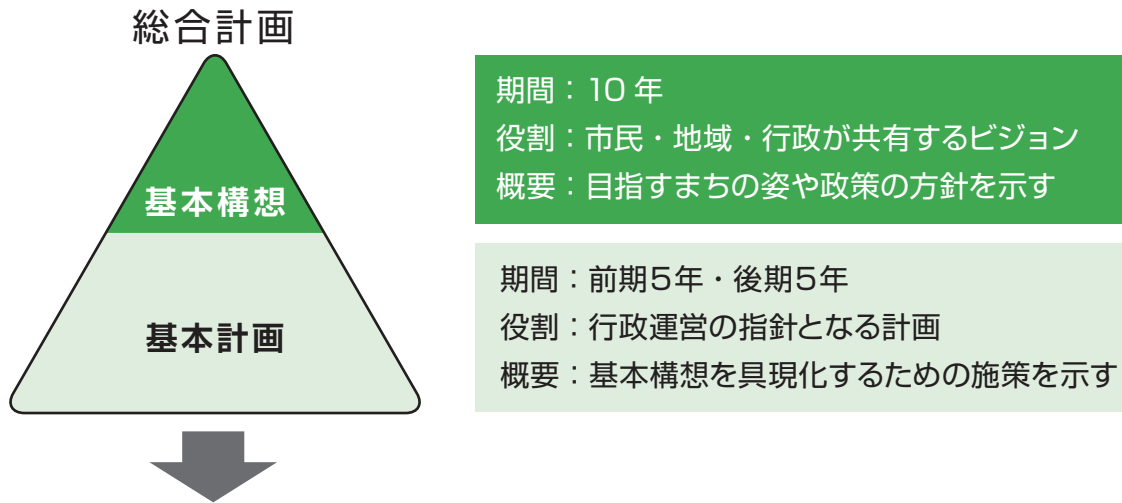 総合計画
基本構想
期間：10 年
役割：市民・地域・行政が共有するビジョン
概要：目指すまちの姿や政策の方針を示す
基本計画
期間：前期5年・後期5年
役割：行政運営の指針となる計画
概要：基本構想を具現化するための施策を示す